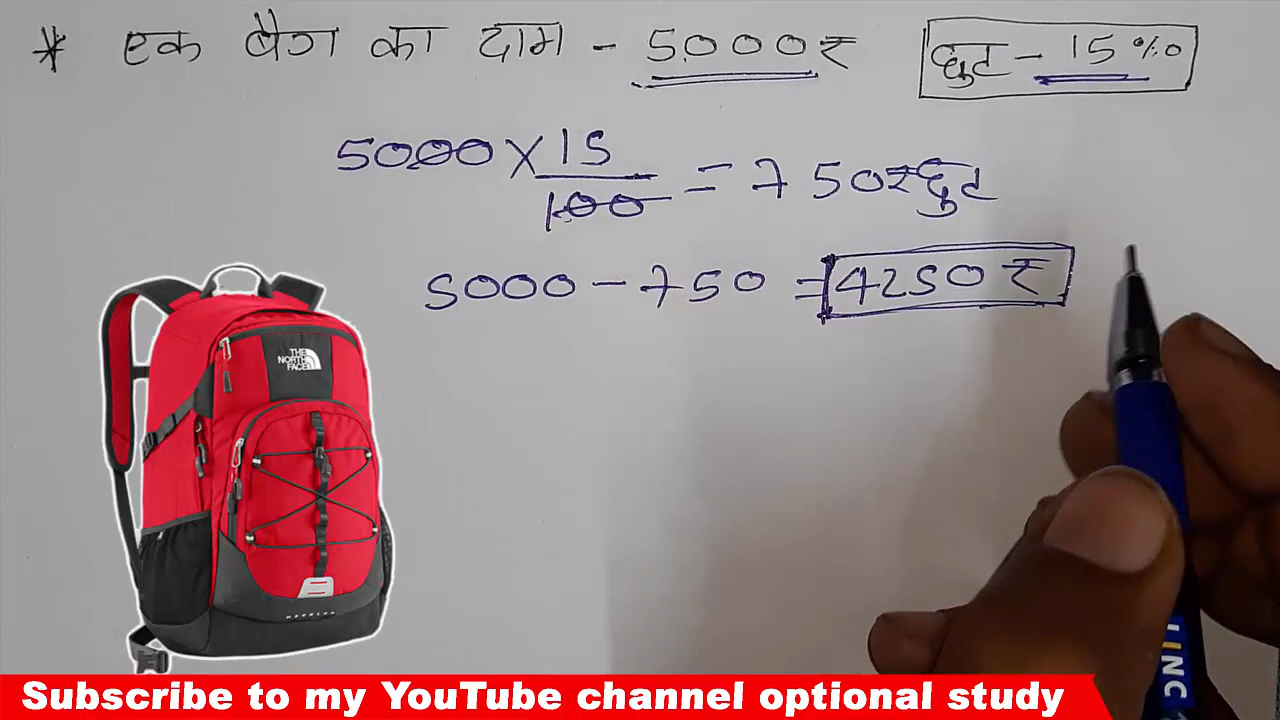 * एक बैग का दाम - 5000₹
छुट - 15%
5000 × 15/100 = 750₹ छुट
5000 - 750 = 4250 ₹
THE NORTH FACE
Subscribe to my YouTube channel optional study